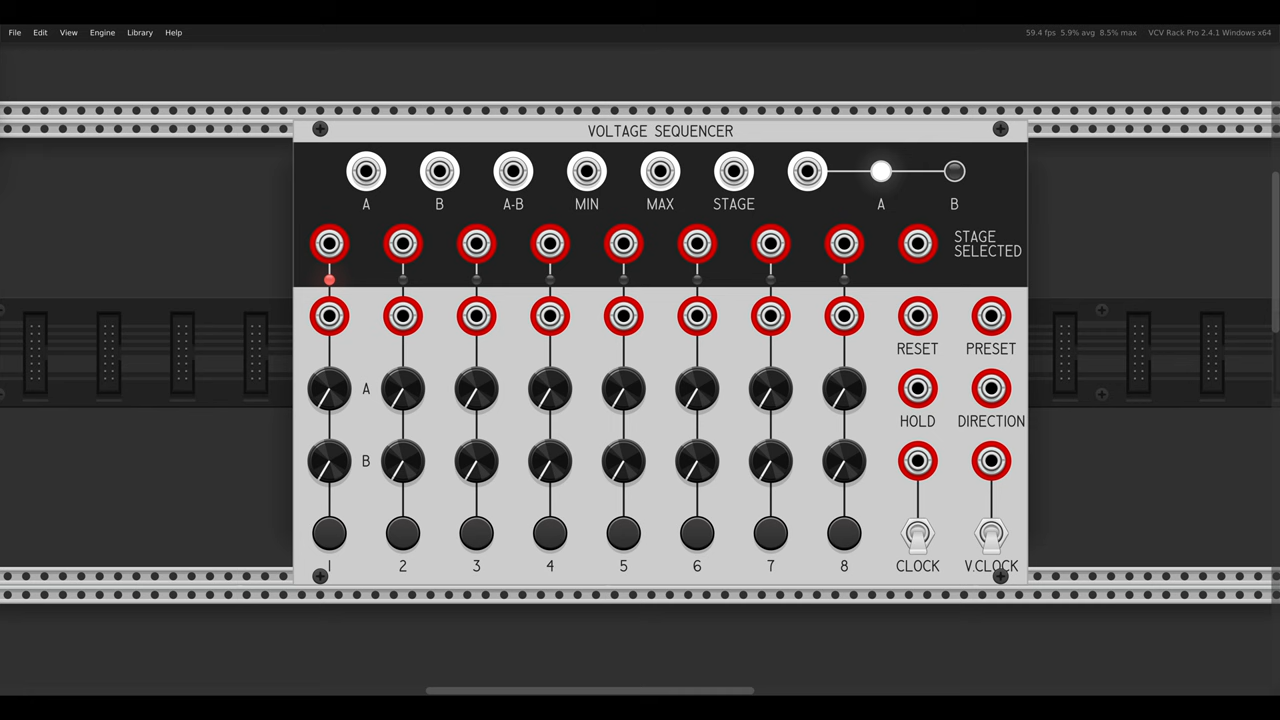 File Edit View Engine Library Help
59.4 fps 5.9% avg 8.5% max VCV Rack Pro 2.4.1 Windows x64
VOLTAGE SEQUENCER
A B A-B MIN MAX STAGE A B
STAGE
SELECTED
RESET PRESET
A
HOLD DIRECTION
B
1 2 3 4 5 6 7 8 CLOCK V.CLOCK